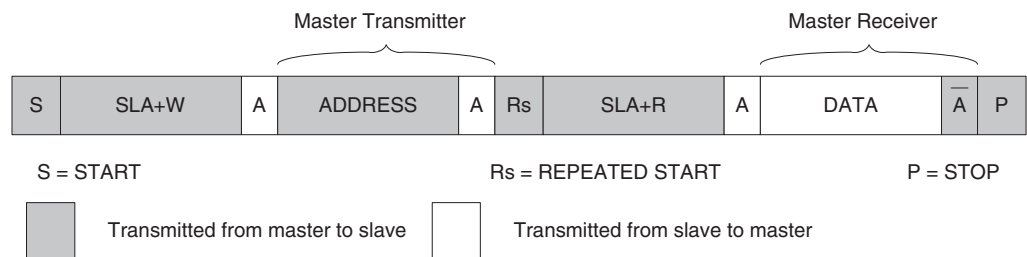 Master Transmitter Master Receiver
S SLA+W A ADDRESS A Rs SLA+R A DATA A̅ P
S = START Rs = REPEATED START P = STOP
Transmitted from master to slave Transmitted from slave to master